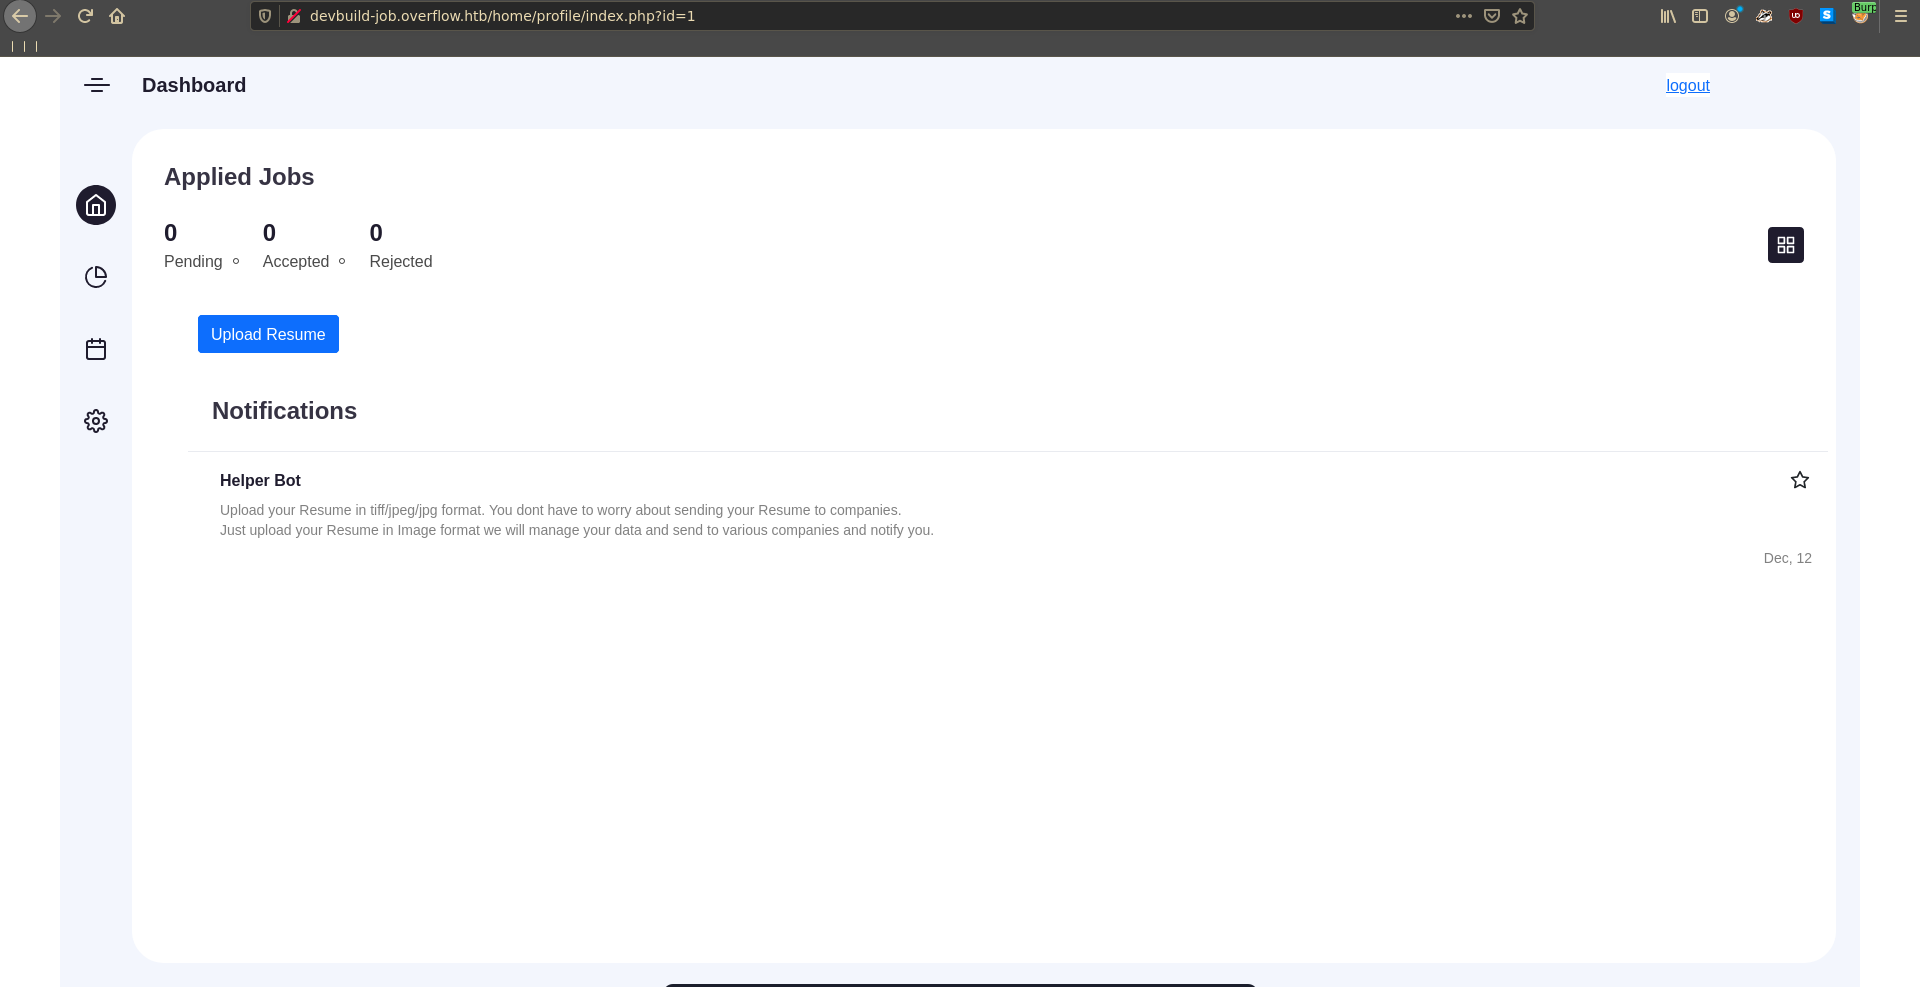 devbuild-job.overflow.htb/home/profile/index.php?id=1
Burp
Dashboard
logout
Applied Jobs
0 0 0
Pending Accepted Rejected
Upload Resume
Notifications
Helper Bot
Upload your Resume in tiff/jpeg/jpg format. You dont have to worry about sending your Resume to companies.
Just upload your Resume in Image format we will manage your data and send to various companies and notify you.
Dec, 12